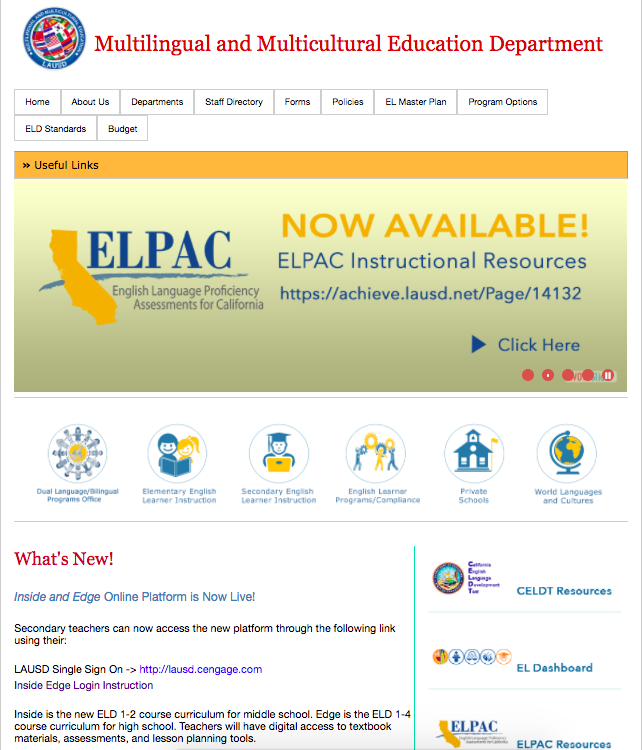 LAUSD
Multilingual and Multicultural Education Department
Home
About Us
Departments
Staff Directory
Forms
Policies
EL Master Plan
Program Options
ELD Standards
Budget
» Useful Links
ELPAC
English Language Proficiency
Assessments for California
NOW AVAILABLE!
ELPAC Instructional Resources
https://achieve.lausd.net/Page/14132
Click Here
Dual Language/Bilingual
Programs Office
Elementary English
Learner Instruction
Secondary English
Learner Instruction
English Learner
Programs/Compliance
Private
Schools
World Languages
and Cultures
What's New!
Inside and Edge Online Platform is Now Live!
Secondary teachers can now access the new platform through the following link
using their:
LAUSD Single Sign On -> http://lausd.cengage.com
Inside Edge Login Instruction
Inside is the new ELD 1-2 course curriculum for middle school. Edge is the ELD 1-4
course curriculum for high school. Teachers will have digital access to textbook
materials, assessments, and lesson planning tools.
California
English
Language
Development
Test
CELDT Resources
EL Dashboard
ELPAC
ELPAC Resources